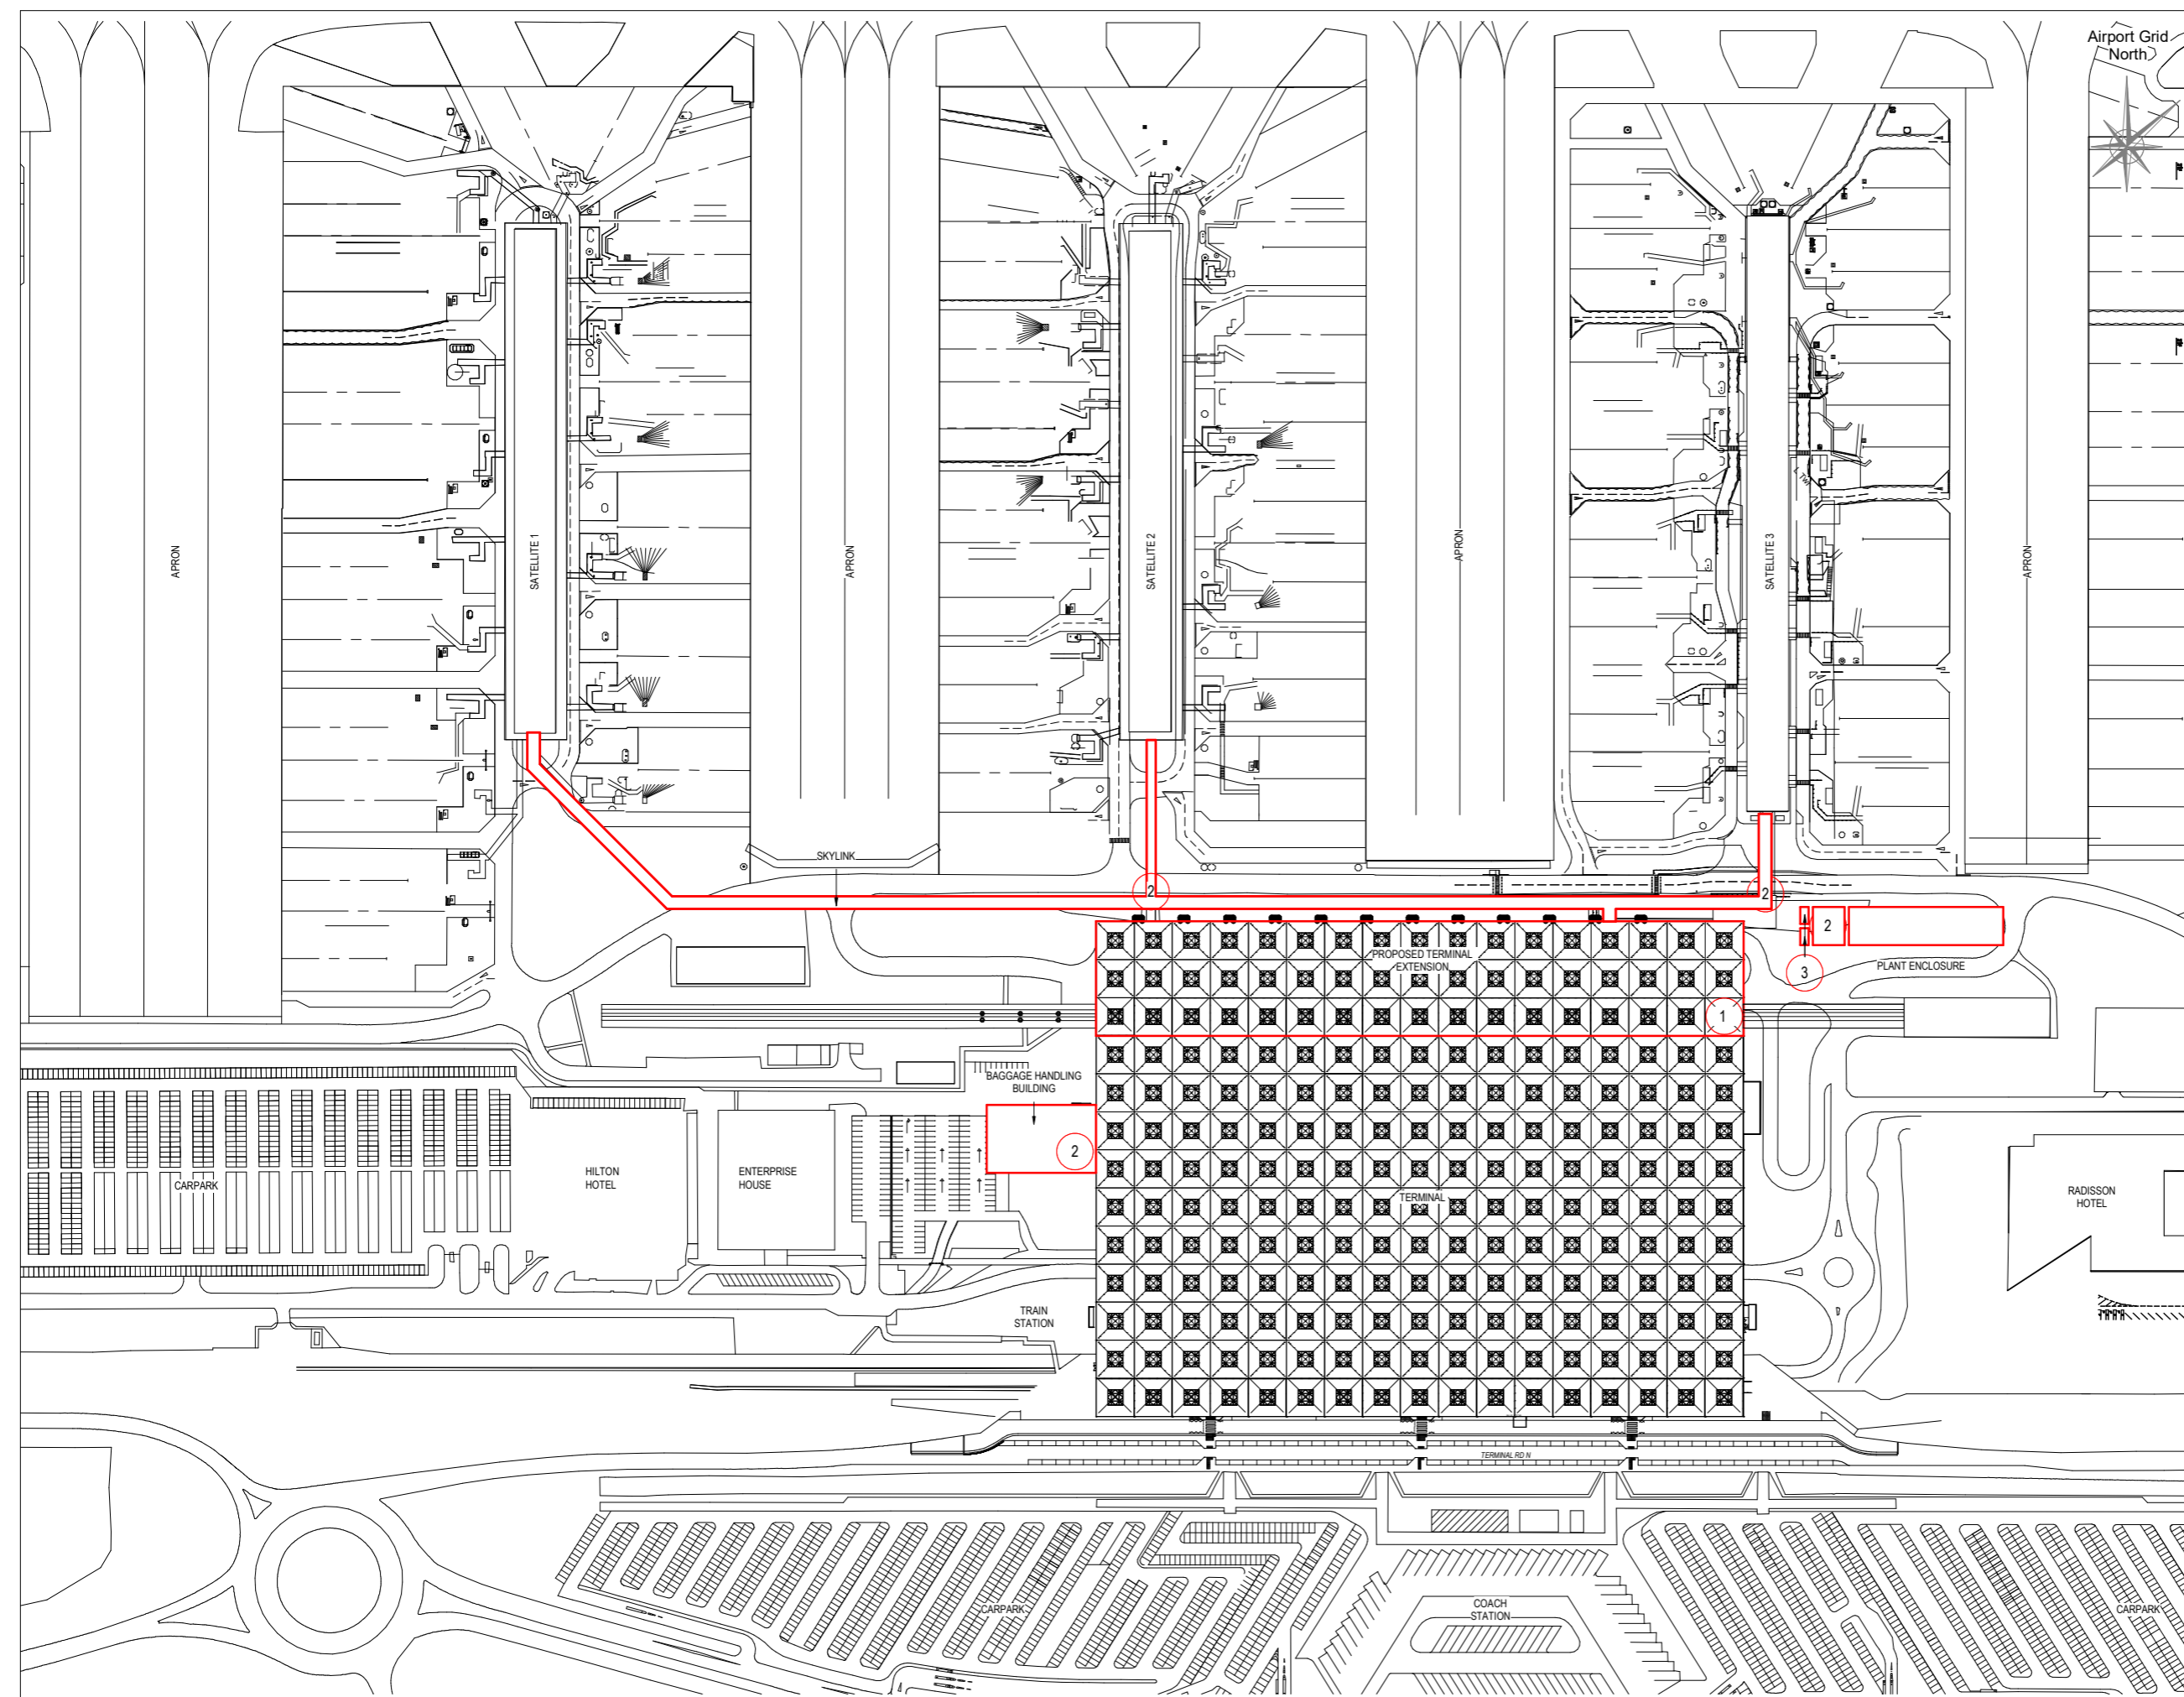 Airport Grid
North
APRON
SATELLITE 1
APRON
SATELLITE 2
APRON
SATELLITE 3
APRON
SKYLINK
2
2
2
3
PLANT ENCLOSURE
PROPOSED TERMINAL
EXTENSION
1
BAGGAGE HANDLING
BUILDING
2
CARPARK
HILTON
HOTEL
ENTERPRISE
HOUSE
TERMINAL
RADISSON
HOTEL
TRAIN
STATION
TERMINAL RD N
CARPARK
COACH
STATION
CARPARK